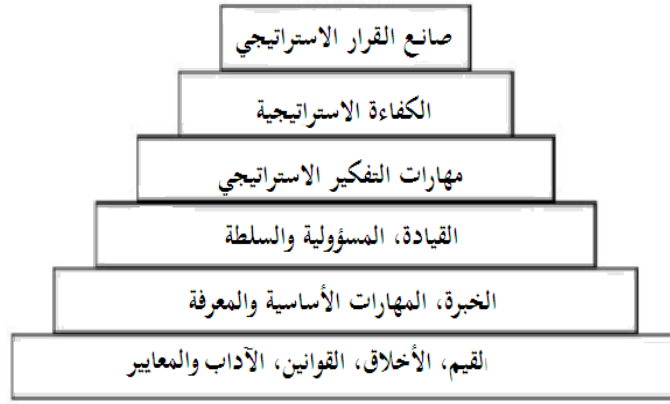 صانع القرار الاستراتيجي
الكفاءة الاستراتيجية
مهارات التفكير الاستراتيجي
القيادة، المسؤولية والسلطة
الخبرة، المهارات الأساسية والمعرفة
القيم، الأخلاق، القوانين، الآداب والمعايير